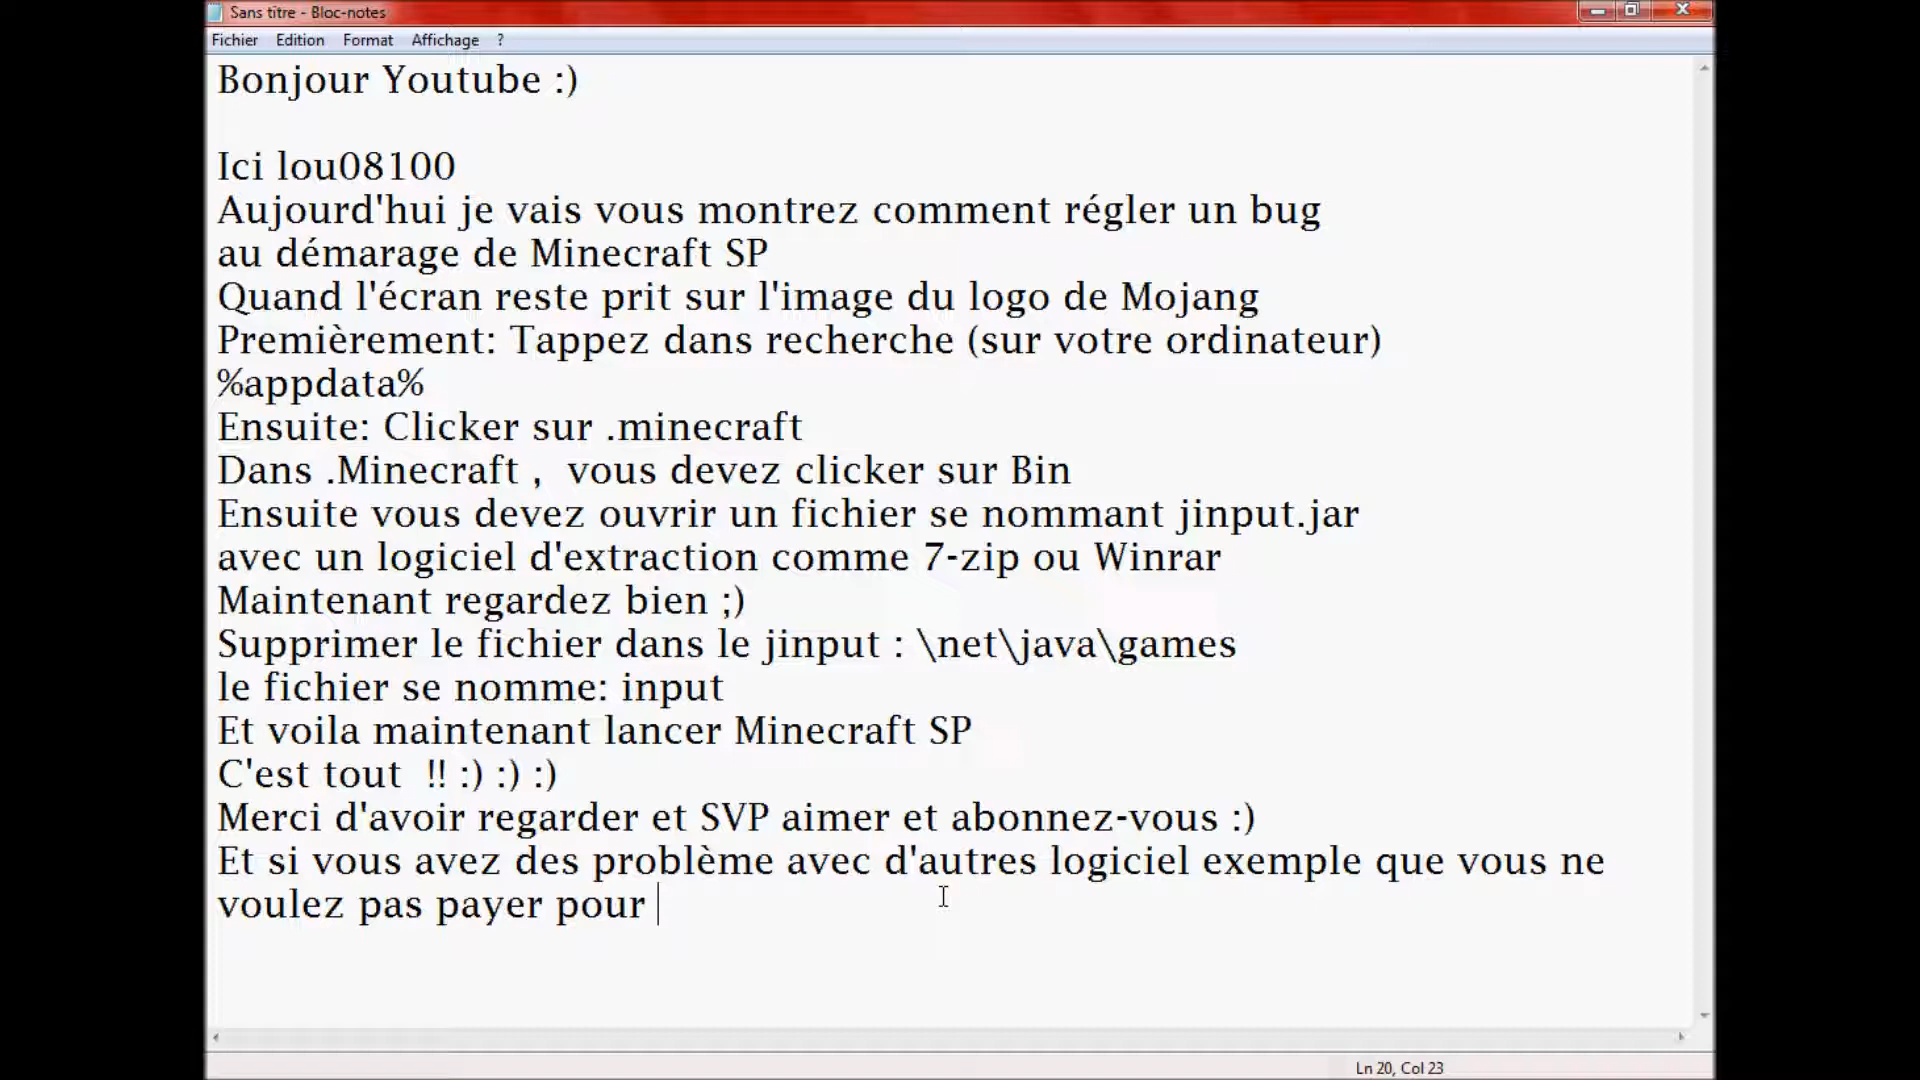 Sans titre - Bloc-notes
Fichier Edition Format Affichage ?
Bonjour Youtube :)
Ici lou08100
Aujourd'hui je vais vous montrez comment régler un bug
au démarage de Minecraft SP
Quand l'écran reste prit sur l'image du logo de Mojang
Premièrement: Tappez dans recherche (sur votre ordinateur)
%appdata%
Ensuite: Clicker sur .minecraft
Dans .Minecraft ,  vous devez clicker sur Bin
Ensuite vous devez ouvrir un fichier se nommant jinput.jar
avec un logiciel d'extraction comme 7-zip ou Winrar
Maintenant regardez bien ;)
Supprimer le fichier dans le jinput : \net\java\games
le fichier se nomme: input
Et voila maintenant lancer Minecraft SP
C'est tout  !! :) :) :)
Merci d'avoir regarder et SVP aimer et abonnez-vous :)
Et si vous avez des problème avec d'autres logiciel exemple que vous ne
voulez pas payer pour
Ln 20, Col 23